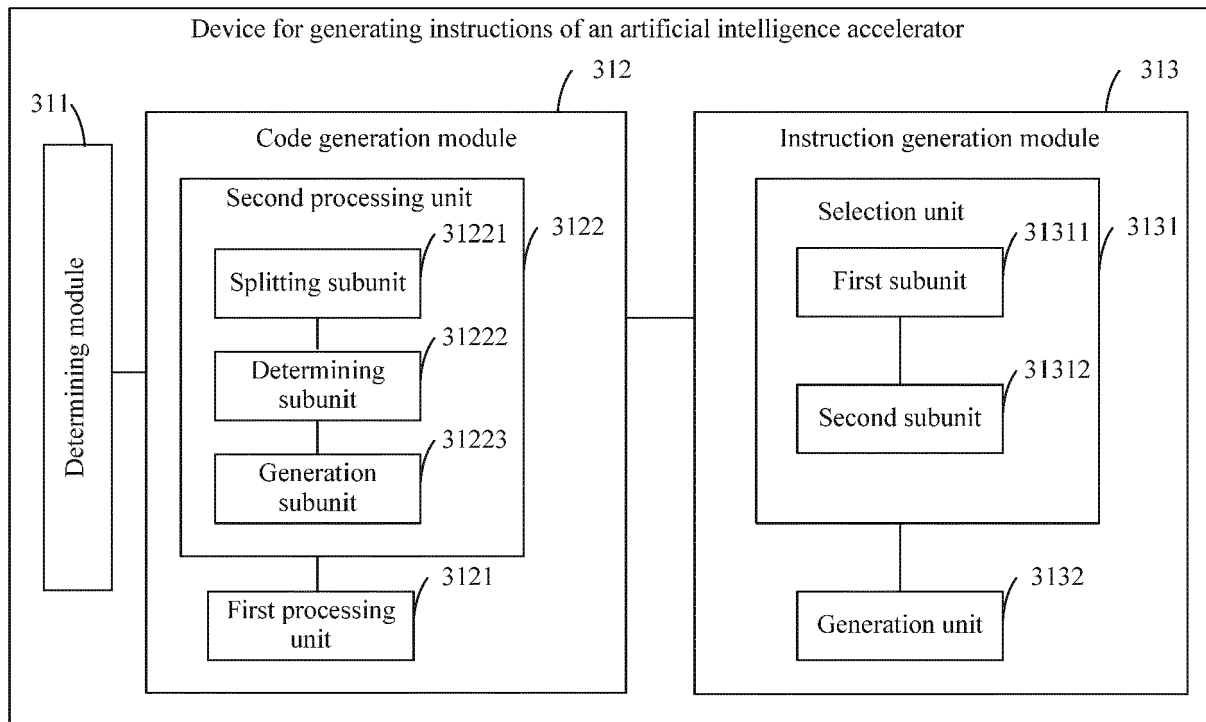 Device for generating instructions of an artificial intelligence accelerator
311
Determining module
312
Code generation module
Second processing unit
3122
31221
Splitting subunit
31222
Determining
subunit
31223
Generation
subunit
3121
First processing
unit
313
Instruction generation module
Selection unit
3131
31311
First subunit
31312
Second subunit
3132
Generation unit